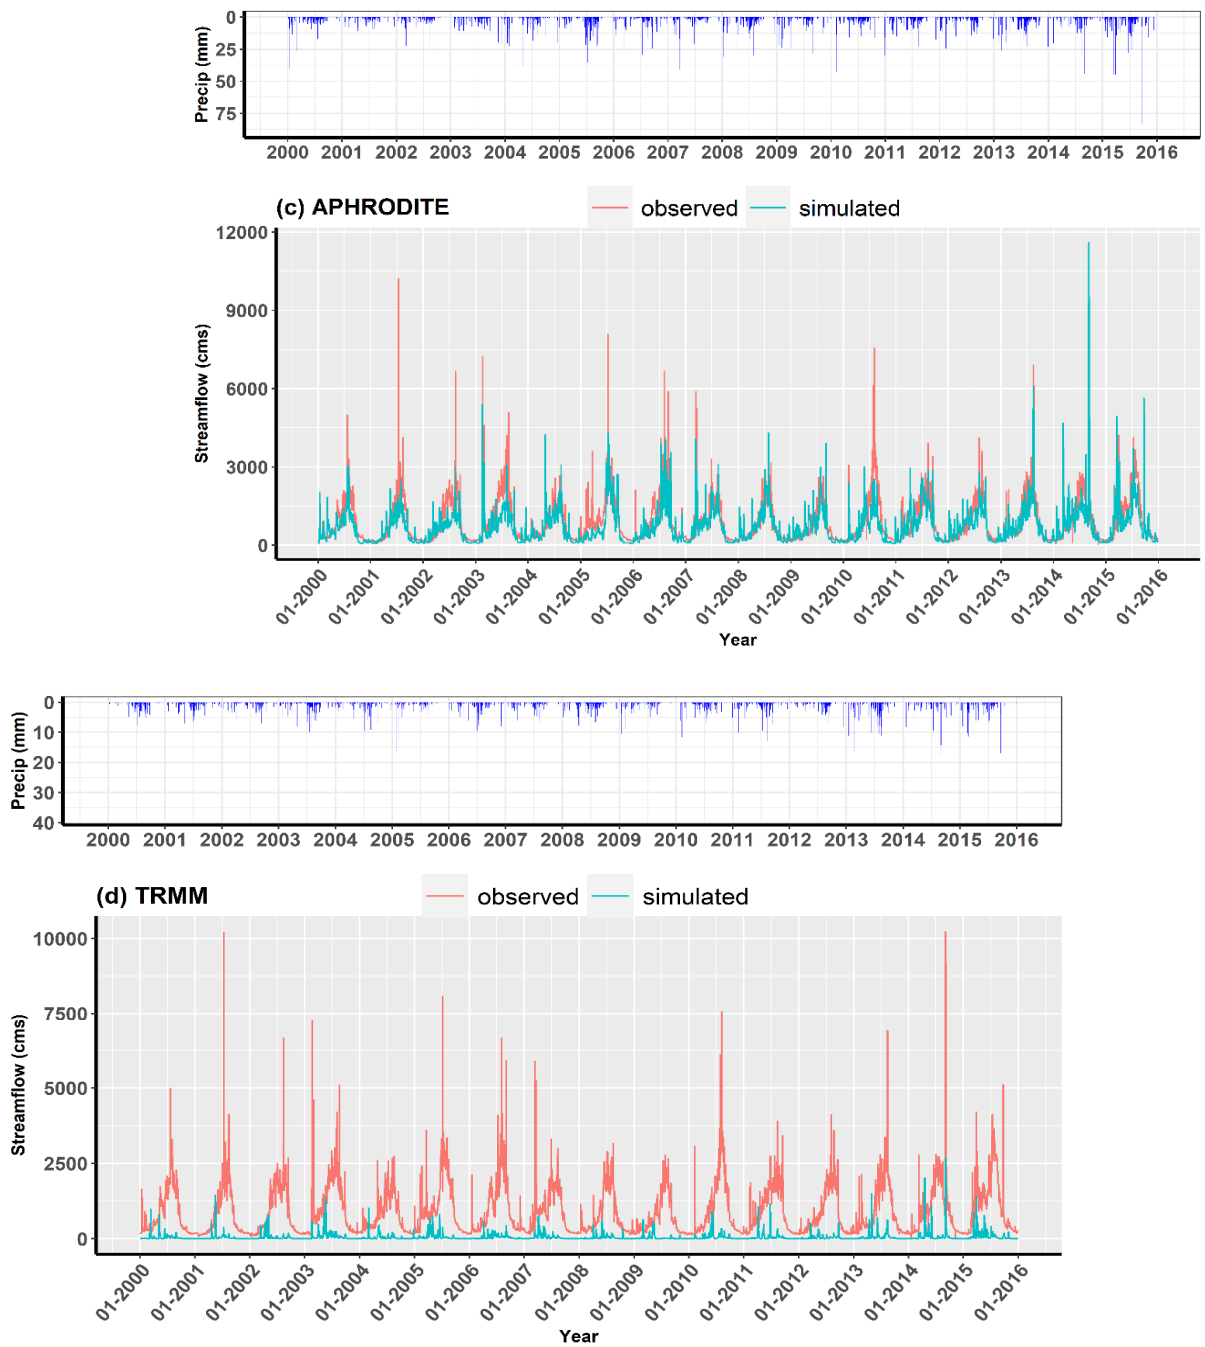 0
25
50
75
Precip (mm)
2000 2001 2002 2003 2004 2005 2006 2007 2008 2009 2010 2011 2012 2013 2014 2015 2016
(c) APHRODITE observed simulated
12000
9000
6000
3000
0
Streamflow (cms)
01-2000 01-2001 01-2002 01-2003 01-2004 01-2005 01-2006 01-2007 01-2008 01-2009 01-2010 01-2011 01-2012 01-2013 01-2014 01-2015 01-2016
Year
0
10
20
30
40
Precip (mm)
2000 2001 2002 2003 2004 2005 2006 2007 2008 2009 2010 2011 2012 2013 2014 2015 2016
(d) TRMM observed simulated
10000
7500
5000
2500
0
Streamflow (cms)
01-2000 01-2001 01-2002 01-2003 01-2004 01-2005 01-2006 01-2007 01-2008 01-2009 01-2010 01-2011 01-2012 01-2013 01-2014 01-2015 01-2016
Year